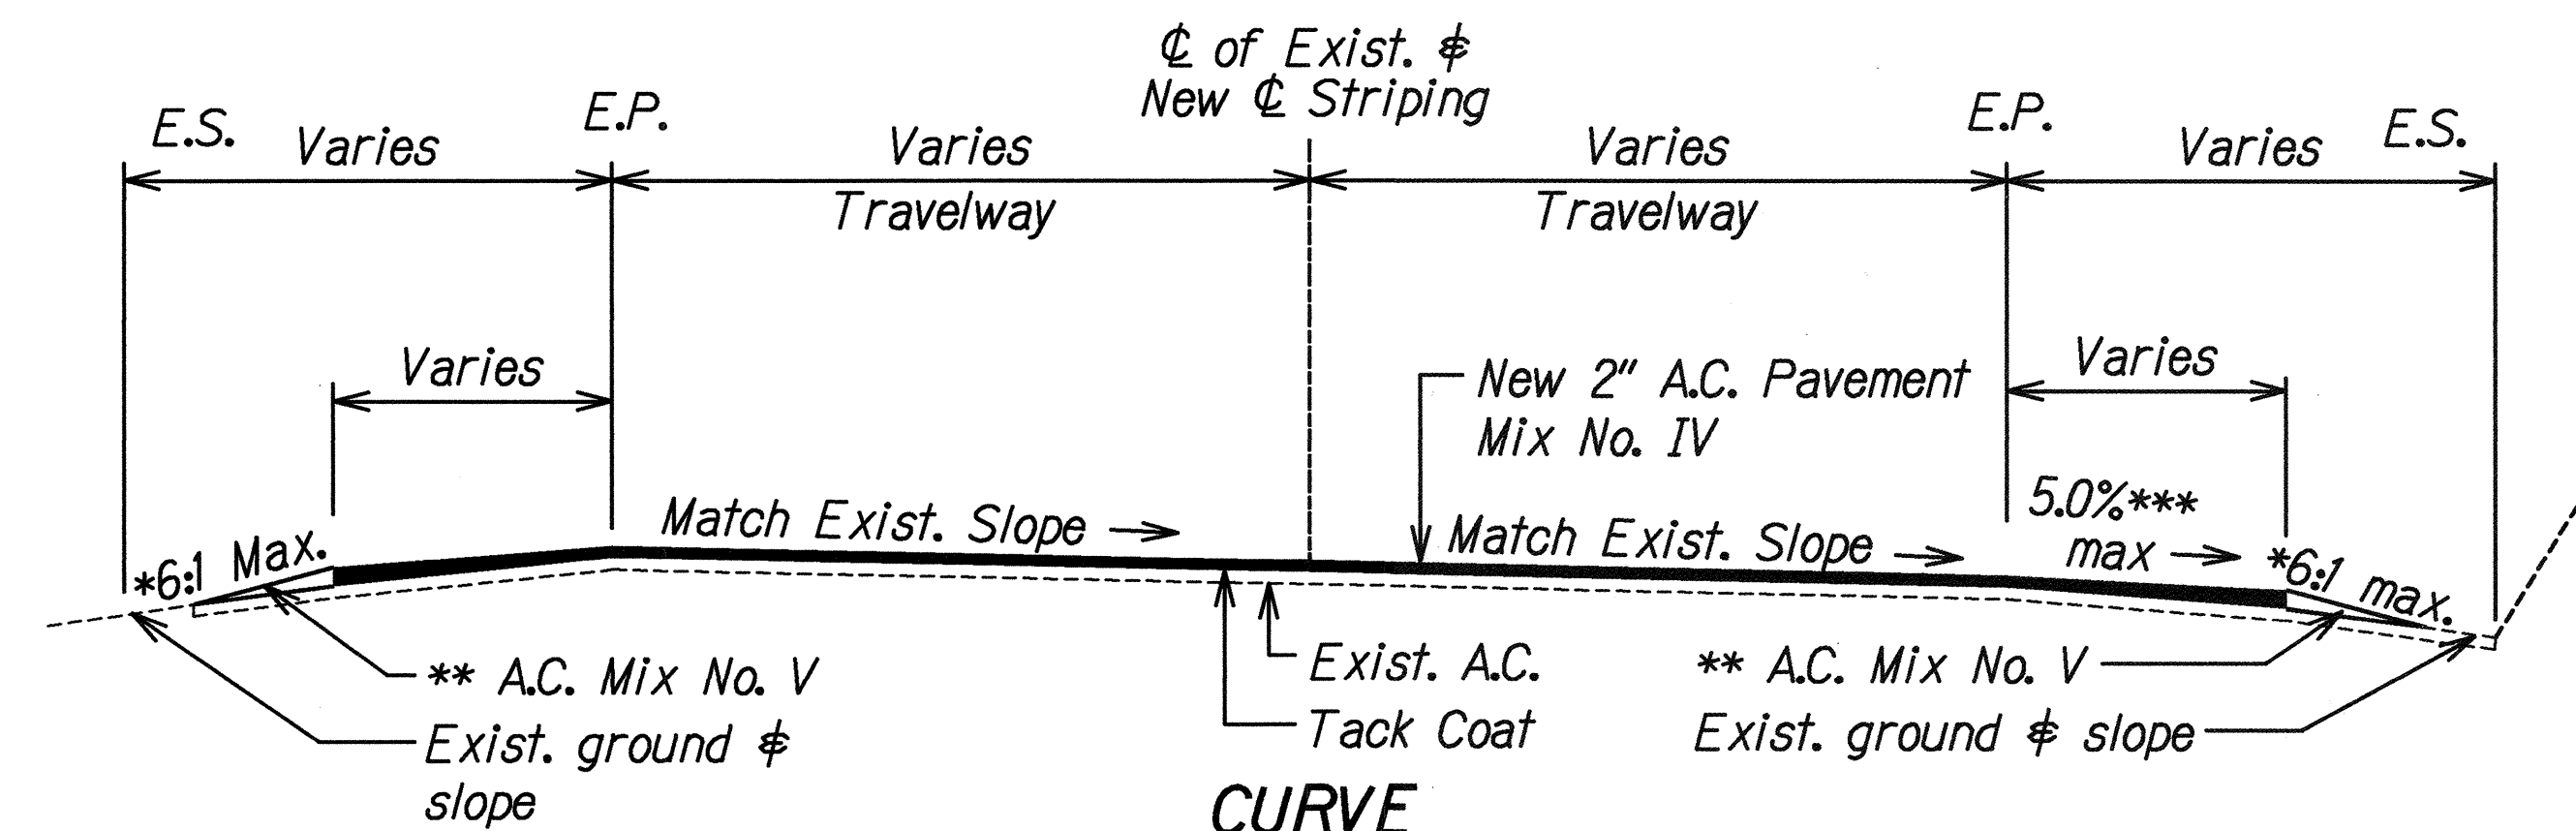 ℄ of Exist. &
New ℄ Striping
E.S.
Varies
E.P.
Varies
Travelway
Varies
Travelway
E.P.
Varies
E.S.
Varies
Varies
New 2" A.C. Pavement
Mix No. IV
*6:1 Max.
Match Exist. Slope
Match Exist. Slope
5.0%***
max
*6:1 max.
** A.C. Mix No. V
Exist. ground &
slope
Exist. A.C.
Tack Coat
** A.C. Mix No. V
Exist. ground & slope
CURVE